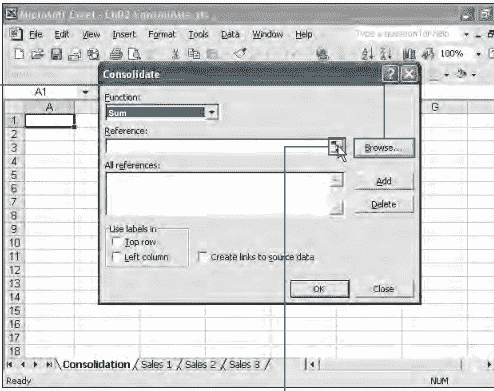 Microsoft Excel - Ch02 Consolidate.xls
File Edit View Insert Format Tools Data Window Help
Type a question for help
100%
Consolidate
A1
Function:
Sum
Reference:
Browse...
All references:
Add
Delete
Use labels in
Top row
Left column
Create links to source data
OK
Close
A
G
1
2
3
4
5
6
7
8
9
10
11
12
13
14
15
16
17
18
Consolidation / Sales 1 / Sales 2 / Sales 3 /
Ready
NUM